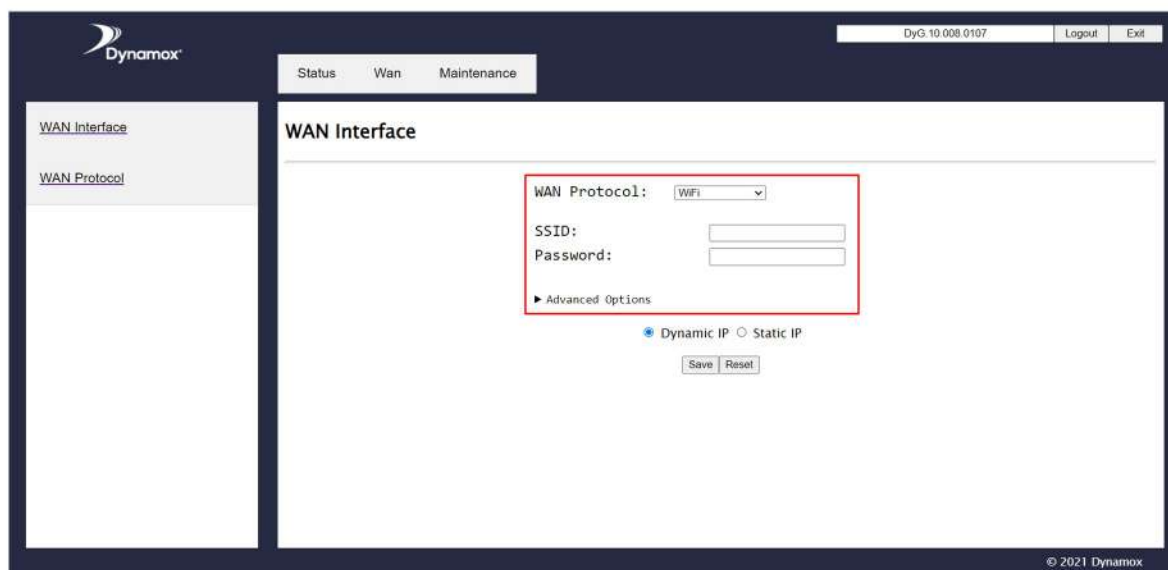 Dynamox
DyG.10.008.0107 Logout Exit
Status Wan Maintenance
WAN Interface
WAN Protocol
WAN Interface
WAN Protocol: WiFi
SSID:
Password:
▶ Advanced Options
Dynamic IP Static IP
Save Reset
© 2021 Dynamox